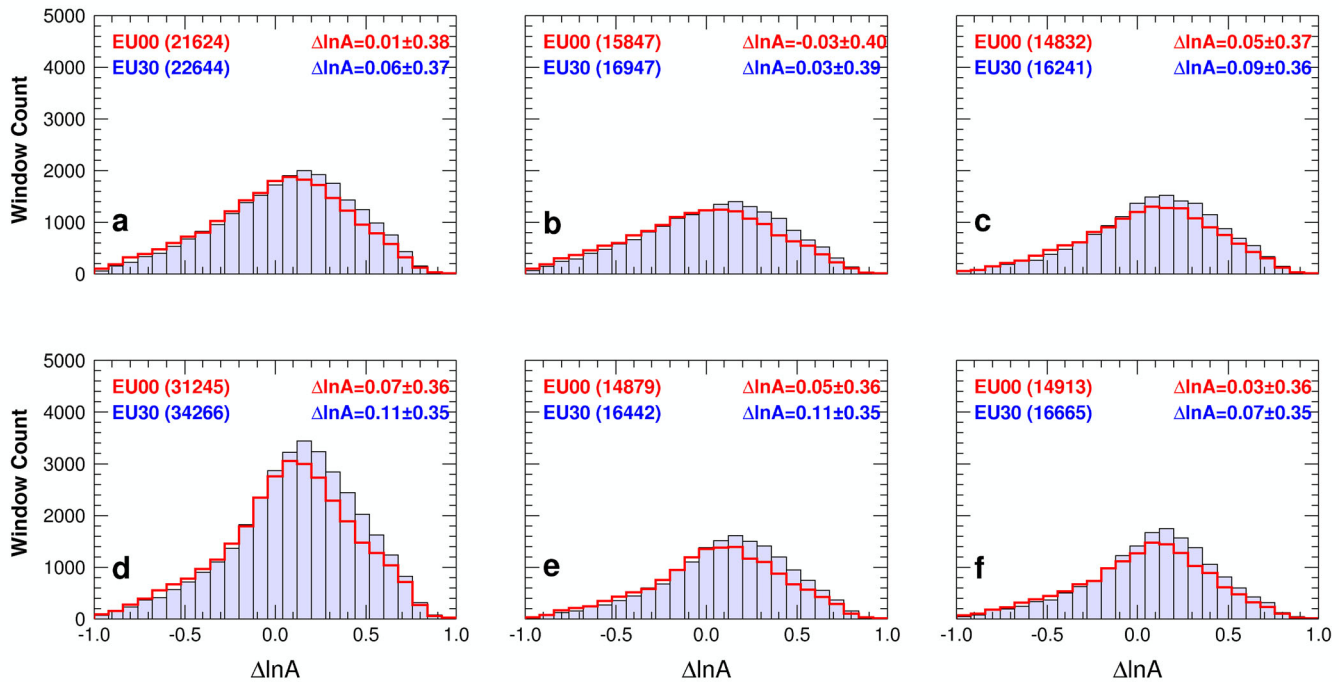 5000
4000
3000
2000
1000
0
Window Count
EU00 (21624) ΔlnA=0.01±0.38
EU30 (22644) ΔlnA=0.06±0.37
a
EU00 (15847) ΔlnA=-0.03±0.40
EU30 (16947) ΔlnA=0.03±0.39
b
EU00 (14832) ΔlnA=0.05±0.37
EU30 (16241) ΔlnA=0.09±0.36
c
5000
4000
3000
2000
1000
0
Window Count
EU00 (31245) ΔlnA=0.07±0.36
EU30 (34266) ΔlnA=0.11±0.35
d
-1.0 -0.5 0.0 0.5 1.0
ΔlnA
EU00 (14879) ΔlnA=0.05±0.36
EU30 (16442) ΔlnA=0.11±0.35
e
-1.0 -0.5 0.0 0.5 1.0
ΔlnA
EU00 (14913) ΔlnA=0.03±0.36
EU30 (16665) ΔlnA=0.07±0.35
f
-1.0 -0.5 0.0 0.5 1.0
ΔlnA